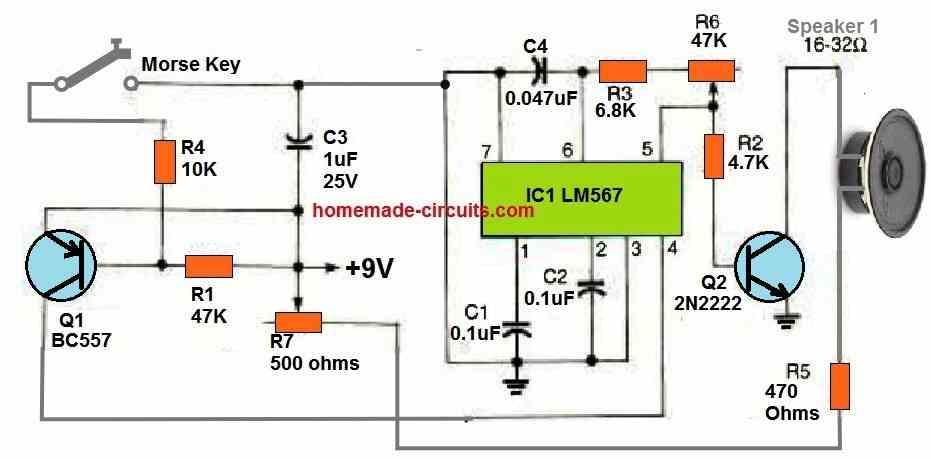 Morse Key
R4
10K
C3
1uF
25V
C4
0.047uF
R3
6.8K
R6
47K
Speaker 1
16-32Ω
7
6
5
R2
4.7K
IC1 LM567
homemade-circuits.com
1
2
3
4
Q1
BC557
R1
47K
+9V
R7
500 ohms
C1
0.1uF
C2
0.1uF
Q2
2N2222
R5
470
Ohms